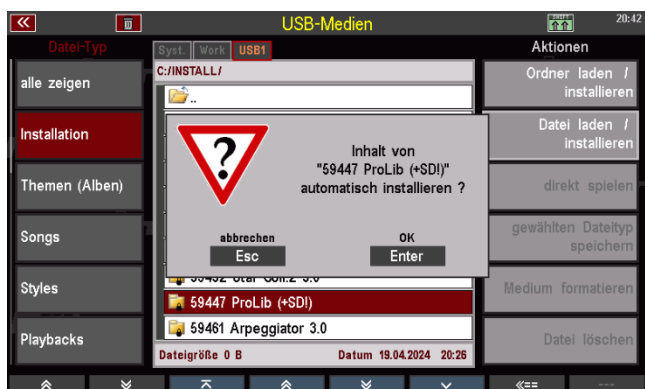 USB-Medien
SHIFT
20:42
Datei-Typ
Syst. Work USB1
Aktionen
alle zeigen
Installation
Themen (Alben)
Songs
Styles
Playbacks
C:/INSTALL/
..
Inhalt von
"59447 ProLib (+SD!)"
automatisch installieren ?
abbrechen
Esc
OK
Enter
59447 ProLib (+SD!)
59461 Arpeggiator 3.0
Dateigröße 0 B
Datum 19.04.2024 20:26
Ordner laden /
installieren
Datei laden /
installieren
direkt spielen
gewählten Dateityp
speichern
Medium formatieren
Datei löschen
«==
---